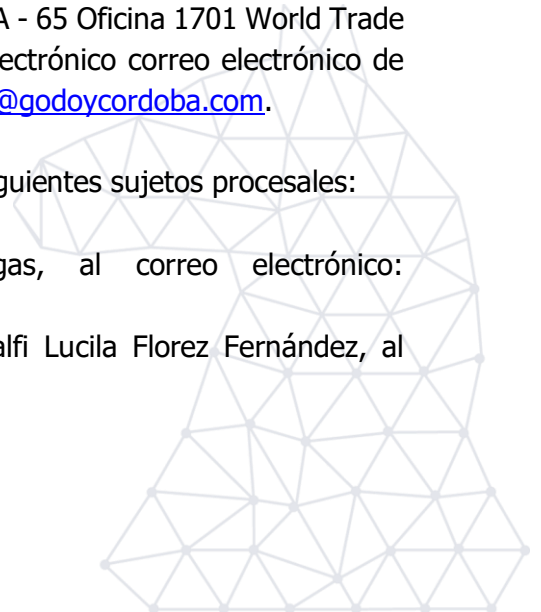 A - 65 Oficina 1701 World Trade
ectrónico correo electrónico de
@godoycordoba.com.
guientes sujetos procesales:
gas, al correo electrónico:
alfi Lucila Florez Fernández, al